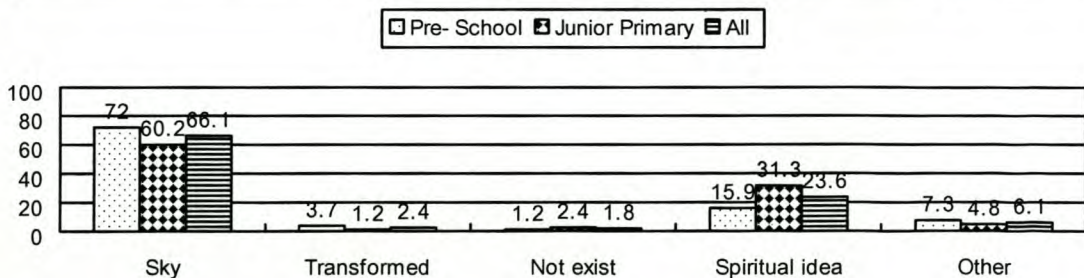 Pre- School Junior Primary All
100
80
60
40
20
0
72 60.2 66.1
3.7 1.2 2.4
1.2 2.4 1.8
15.9 31.3 23.6
7.3 4.8 6.1
Sky Transformed Not exist Spiritual idea Other